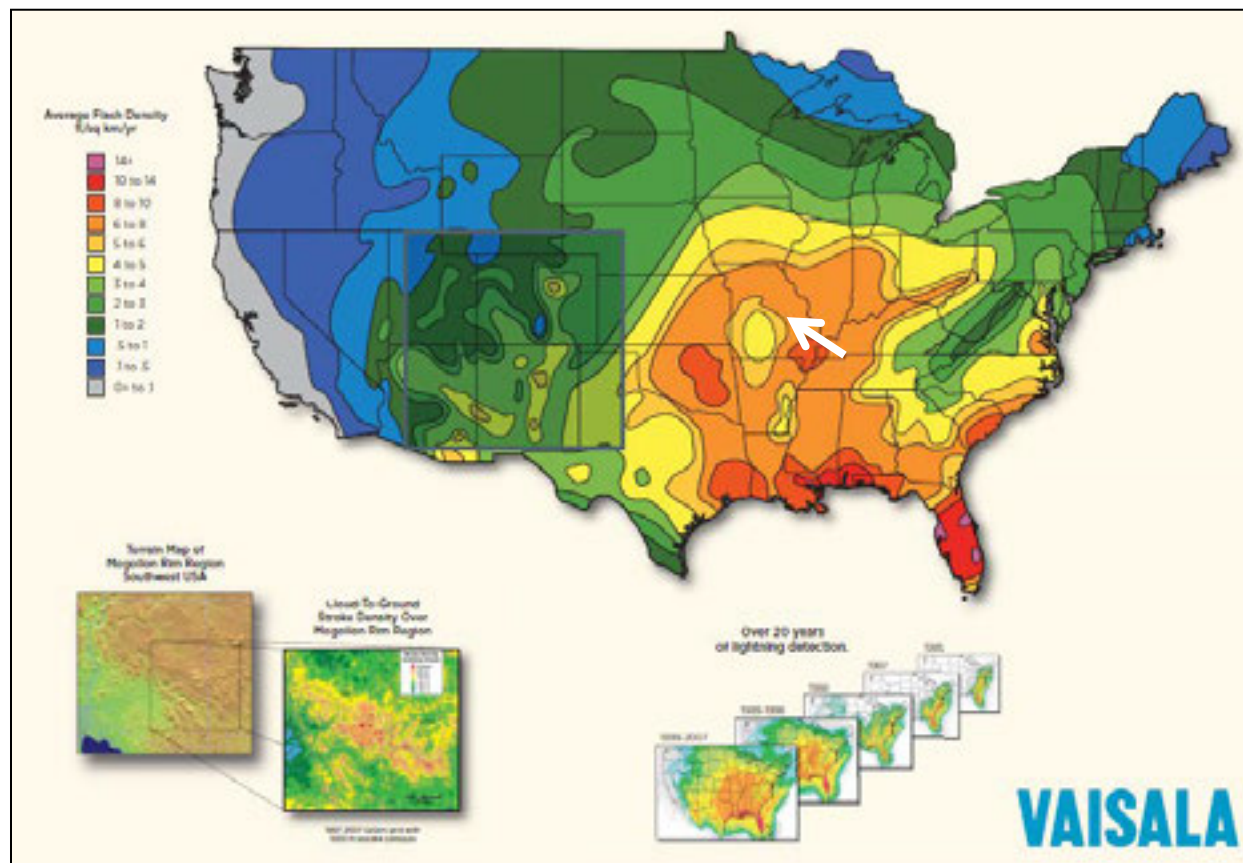 Average Flash Density
fl/sq km/yr
14+
10 to 14
8 to 10
6 to 8
5 to 6
4 to 5
3 to 4
2 to 3
1 to 2
.5 to 1
.1 to .5
0+ to .1
Terrain Map of
Mogollon Rim Region
Southwest USA
Cloud-To-Ground
Stroke Density Over
Mogollon Rim Region
Over 20 years
of lightning detection.
VAISALA